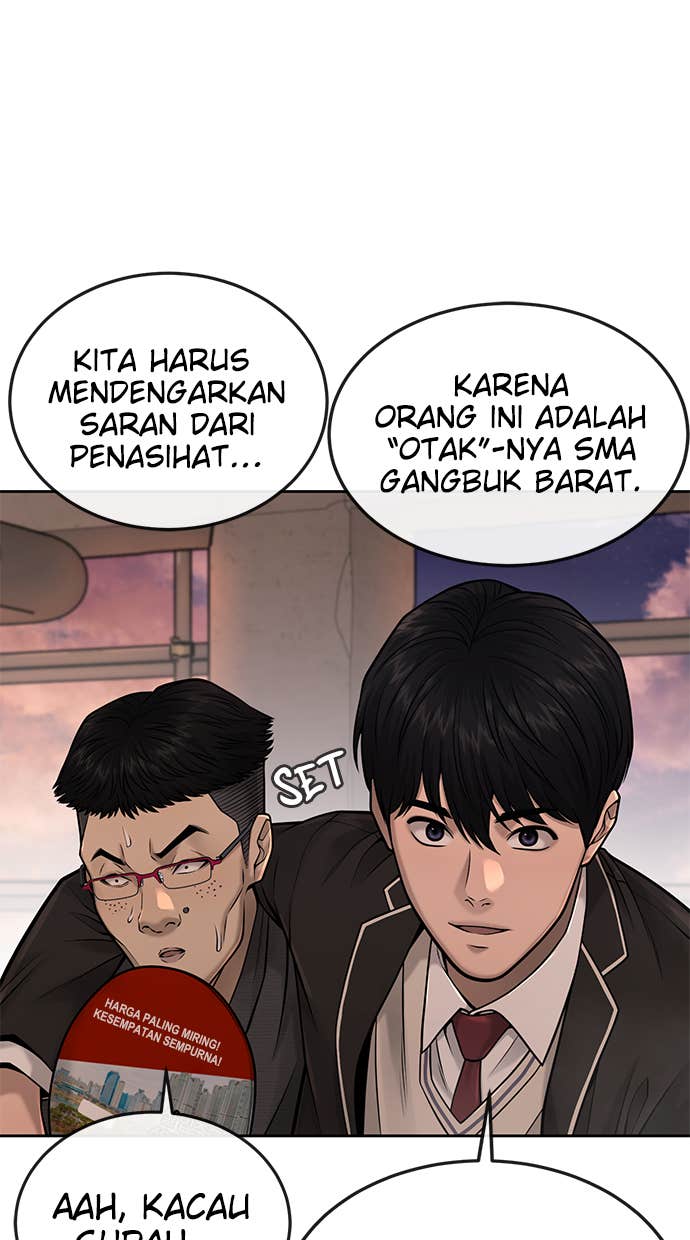 KITA HARUS
MENDENGARKAN
SARAN DARI
PENASIHAT...
KARENA
ORANG INI ADALAH
"OTAK"-NYA SMA
GANGBUK BARAT.
SET
HARGA PALING MIRING!
KESEMPATAN SEMPURNA!
AAH, KACAU